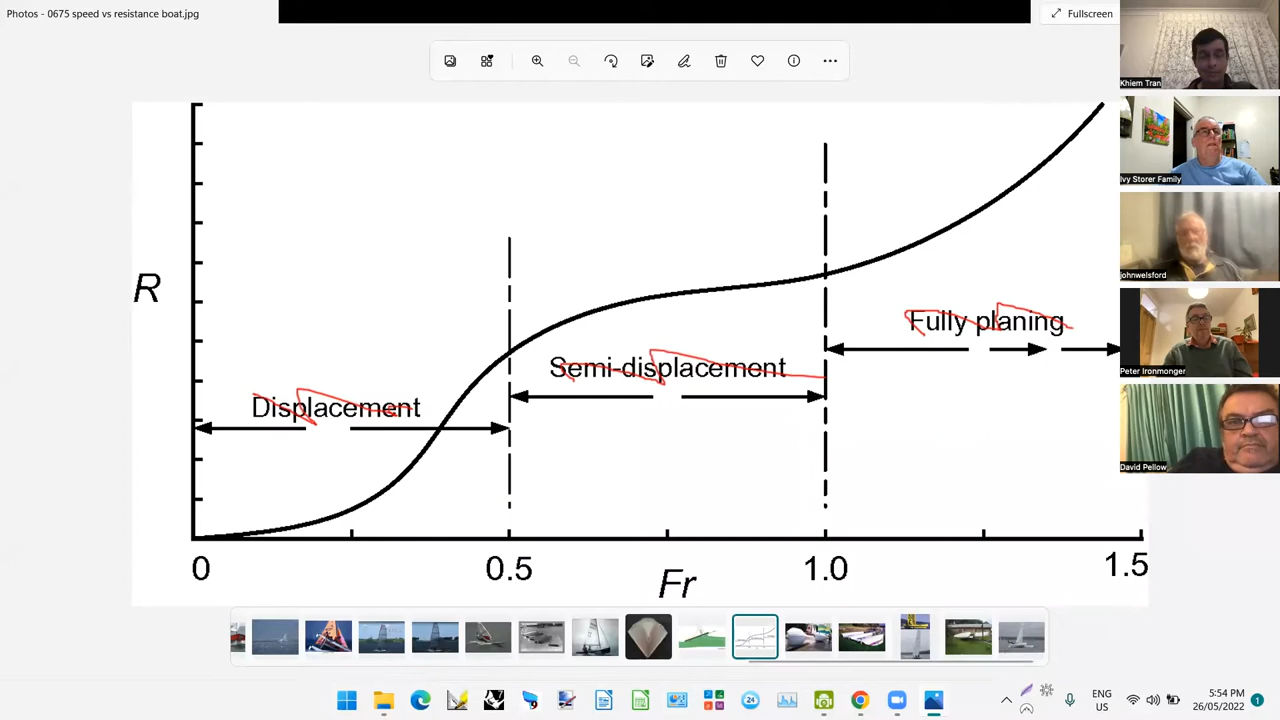 Photos - 0675 speed vs resistance boat.jpg
Fullscreen
Khiem Tran
Ivy Storer Family
johnwelsford
Peter Ironmonger
David Pellow
R
Fully planing
Semi-displacement
Displacement
0
0.5
1.0
1.5
Fr
24
ENG
US
5:54 PM
26/05/2022
1